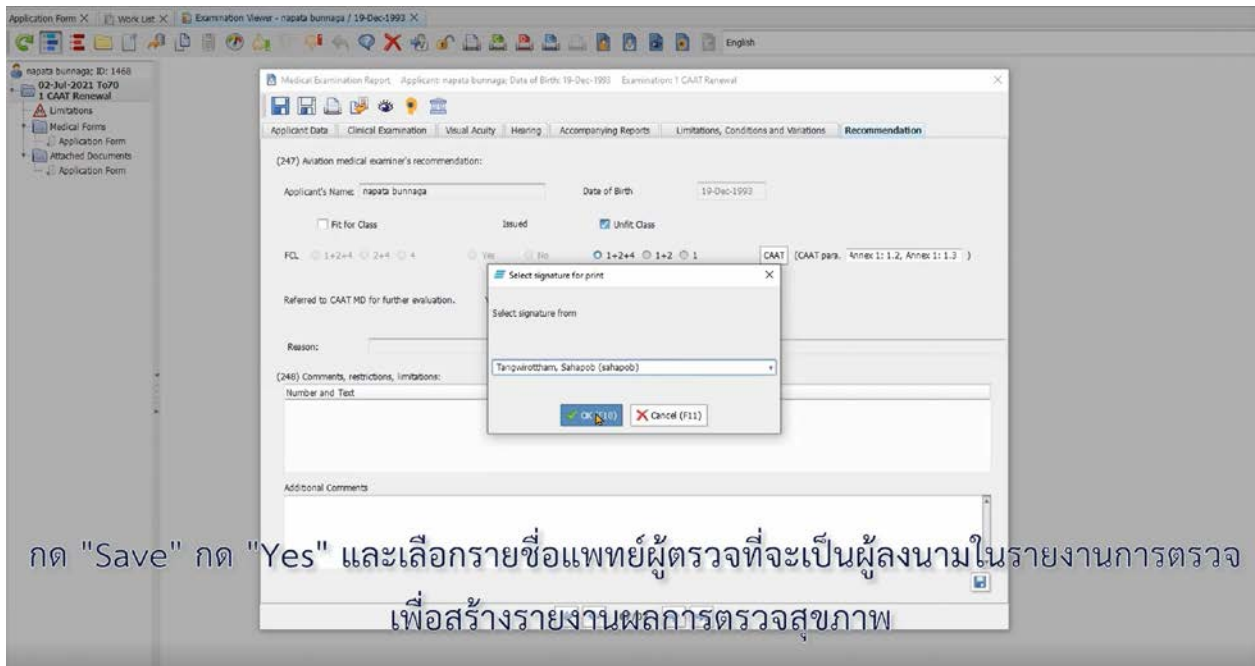 Application Form X Work List X Examination Viewer - napata bunnaga / 19-Dec-1993 X
English
napata bunnaga; ID: 1468
02-Jul-2021 To70
1 CAAT Renewal
Limitations
Medical Forms
Application Form
Attached Documents
Application Form
Medical Examination Report Applicant: napata bunnaga; Date of Birth: 19-Dec-1993 Examination: 1 CAAT Renewal
Applicant Data Clinical Examination Visual Acuity Hearing Accompanying Reports Limitations, Conditions and Variations Recommendation
(247) Aviation medical examiner's recommendation:
Applicant's Name: napata bunnaga Date of Birth 19-Dec-1993
Fit for Class Issued Unfit Class
FCL 1+2+4 2+4 4 Yes No 1+2+4 1+2 1 CAAT (CAAT para. Annex 1: 1.2, Annex 1: 1.3 )
Select signature for print
Referred to CAAT MD for further evaluation.
Select signature from
Reason:
Tangwirottham, Sahapob (sahapob)
(248) Comments, restrictions, limitations:
Number and Text
OK (F10) Cancel (F11)
Additional Comments
กด "Save" กด "Yes" และเลือกรายชื่อแพทย์ผู้ตรวจที่จะเป็นผู้ลงนามในรายงานการตรวจ
เพื่อสร้างรายงานผลการตรวจสุขภาพ